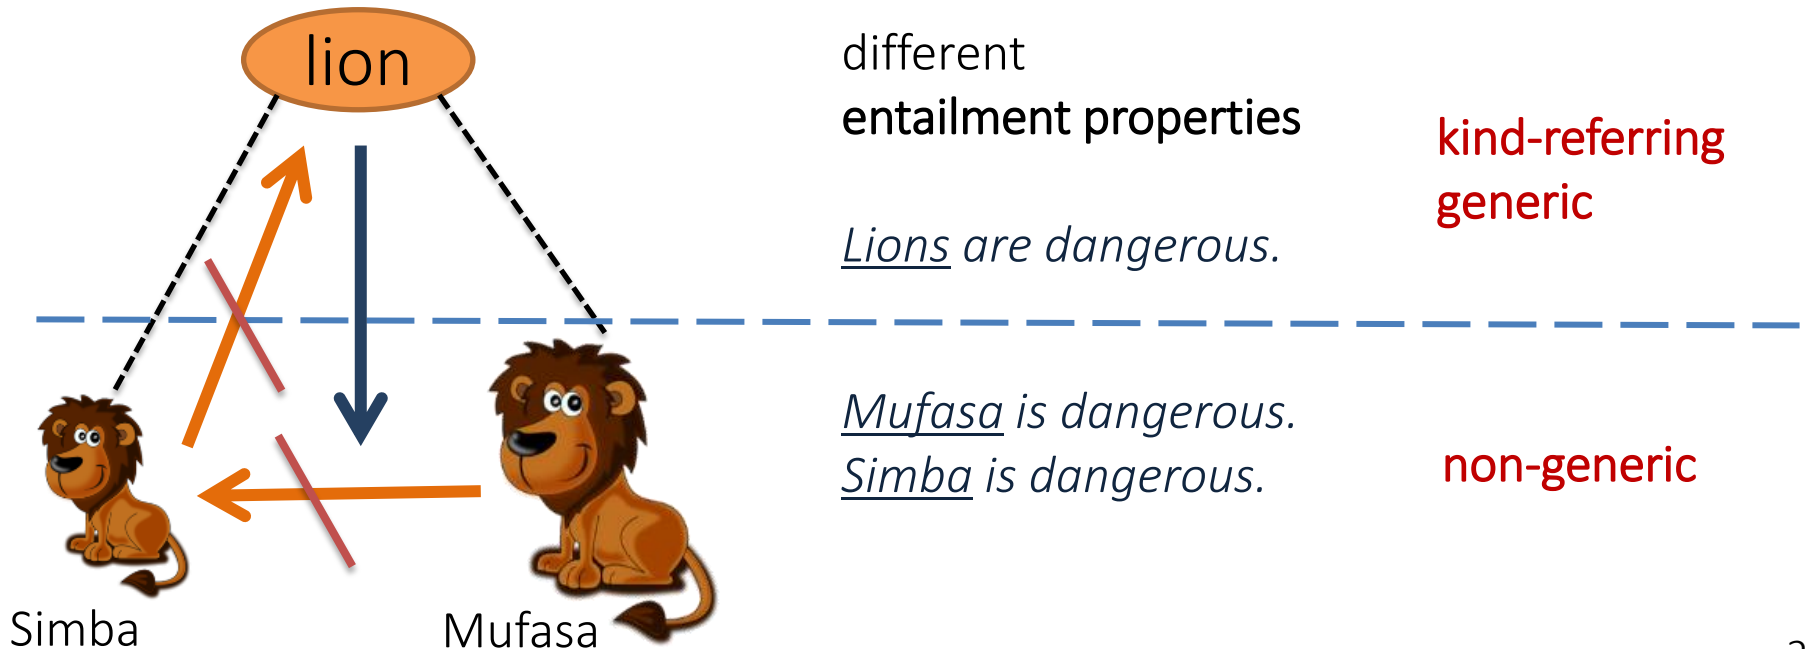 lion
different
entailment properties
kind-referring
generic
Lions are dangerous.
Mufasa is dangerous.
Simba is dangerous.
non-generic
Simba
Mufasa